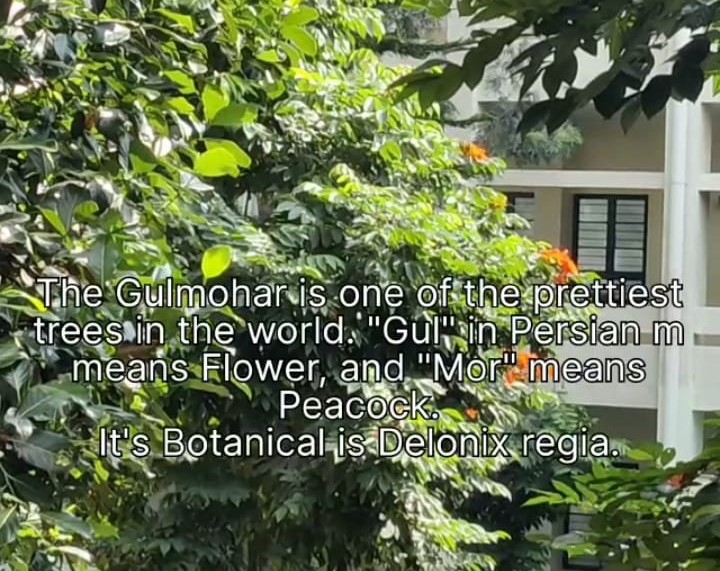 The Gulmohar is one of the prettiest
trees in the world. "Gul" in Persian m
means Flower, and "Mor" means
Peacock.
It's Botanical is Delonix regia.